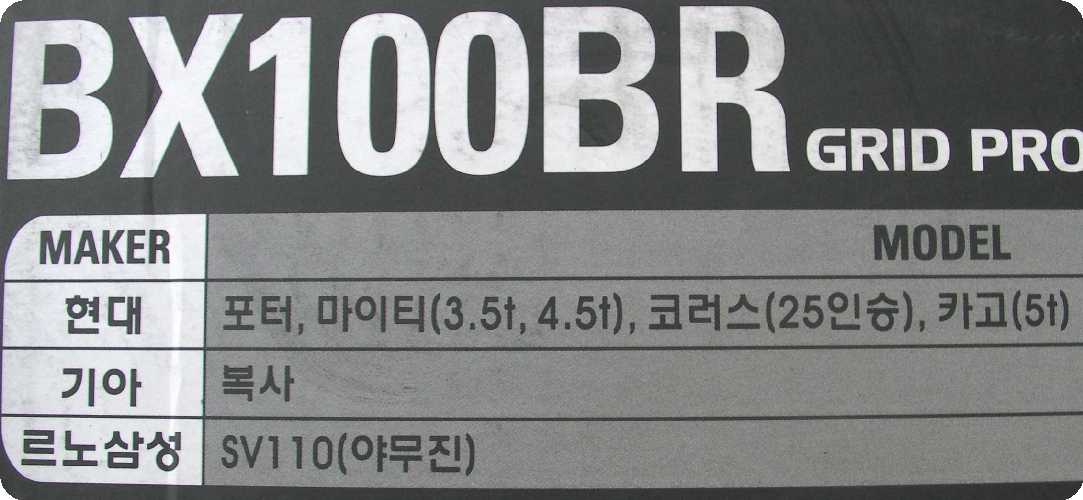 BX100BR GRID PRO
MAKER MODEL
현대 포터, 마이티(3.5t, 4.5t), 코러스(25인승), 카고(5t)
기아 복사
르노삼성 SV110(야무진)